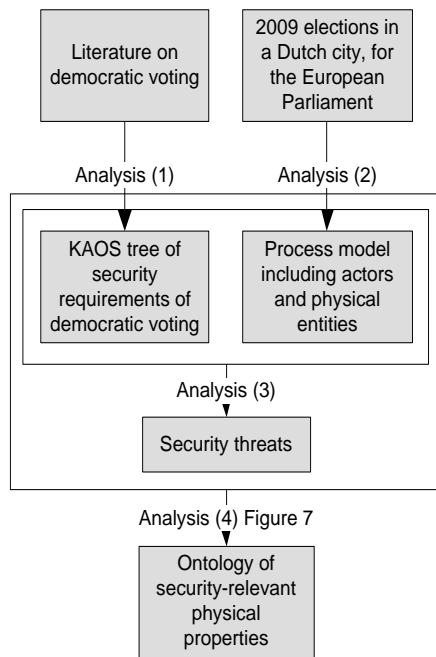 Literature on
democratic voting
2009 elections in
a Dutch city, for
the European
Parliament
Analysis (1)
Analysis (2)
KAOS tree of
security
requirements of
democratic voting
Process model
including actors
and physical
entities
Analysis (3)
Security threats
Analysis (4) Figure 7
Ontology of
security-relevant
physical
properties